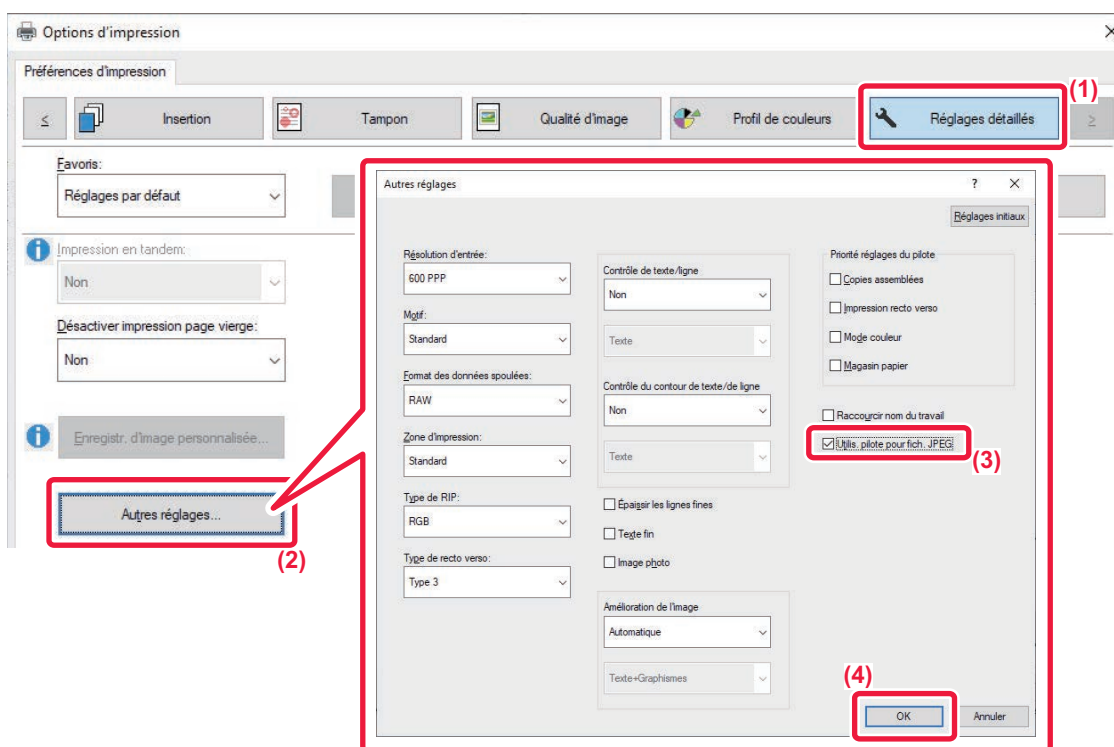 Options d'impression
Préférences d'impression
(1)
<
Insertion
Tampon
Qualité d'image
Profil de couleurs
Réglages détaillés
>
Favoris:
Réglages par défaut
Impression en tandem:
Non
Désactiver impression page vierge:
Non
Enregistr. d'image personnalisée...
Autres réglages...
(2)
Autres réglages
?
Réglages initiaux
Résolution d'entrée:
600 PPP
Motif:
Standard
Format des données spoulées:
RAW
Zone d'impression:
Standard
Type de RIP:
RGB
Type de recto verso:
Type 3
Contrôle de texte/ligne
Non
Texte
Contrôle du contour de texte/de ligne
Non
Texte
Épaissir les lignes fines
Texte fin
Image photo
Amélioration de l'image
Automatique
Texte+Graphismes
Priorité réglages du pilote
Copies assemblées
Impression recto verso
Mode couleur
Magasin papier
Raccourcir nom du travail
Utilis. pilote pour fich. JPEG
(3)
(4)
OK
Annuler